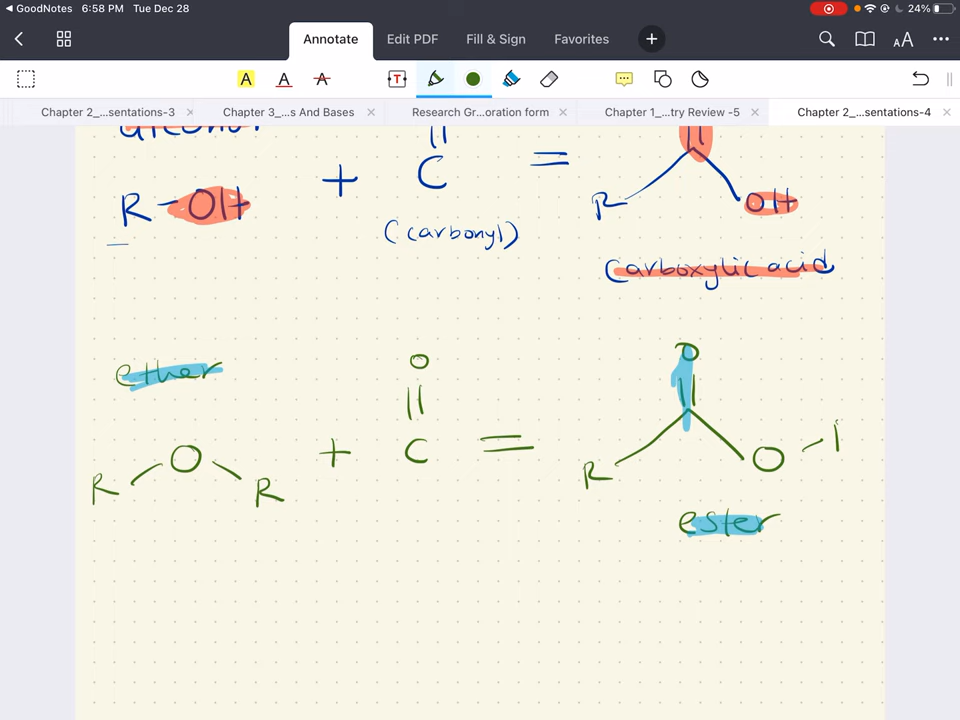 GoodNotes 6:58 PM Tue Dec 28 24%
Annotate Edit PDF Fill & Sign Favorites
A A A T AA
Chapter 2_...sentations-3 Chapter 3_...s And Bases Research Gr...oration form Chapter 1_...try Review -5 Chapter 2_...sentations-4
alcohol
R - OH + C = R OH
(carbonyl)
carboxylic acid
ether
O O
R O R + C = R O
ester